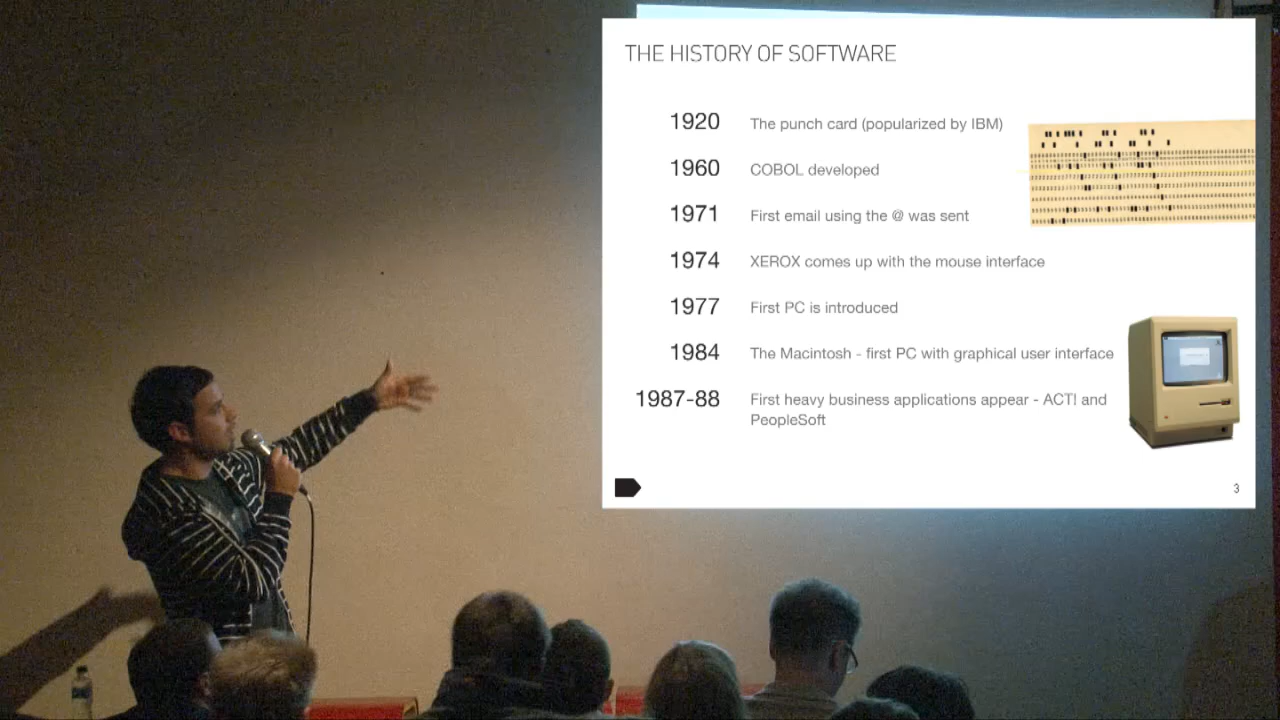 THE HISTORY OF SOFTWARE
1920 The punch card (popularized by IBM)
1960 COBOL developed
1971 First email using the @ was sent
1974 XEROX comes up with the mouse interface
1977 First PC is introduced
1984 The Macintosh - first PC with graphical user interface
1987-88 First heavy business applications appear - ACT! and
PeopleSoft
3